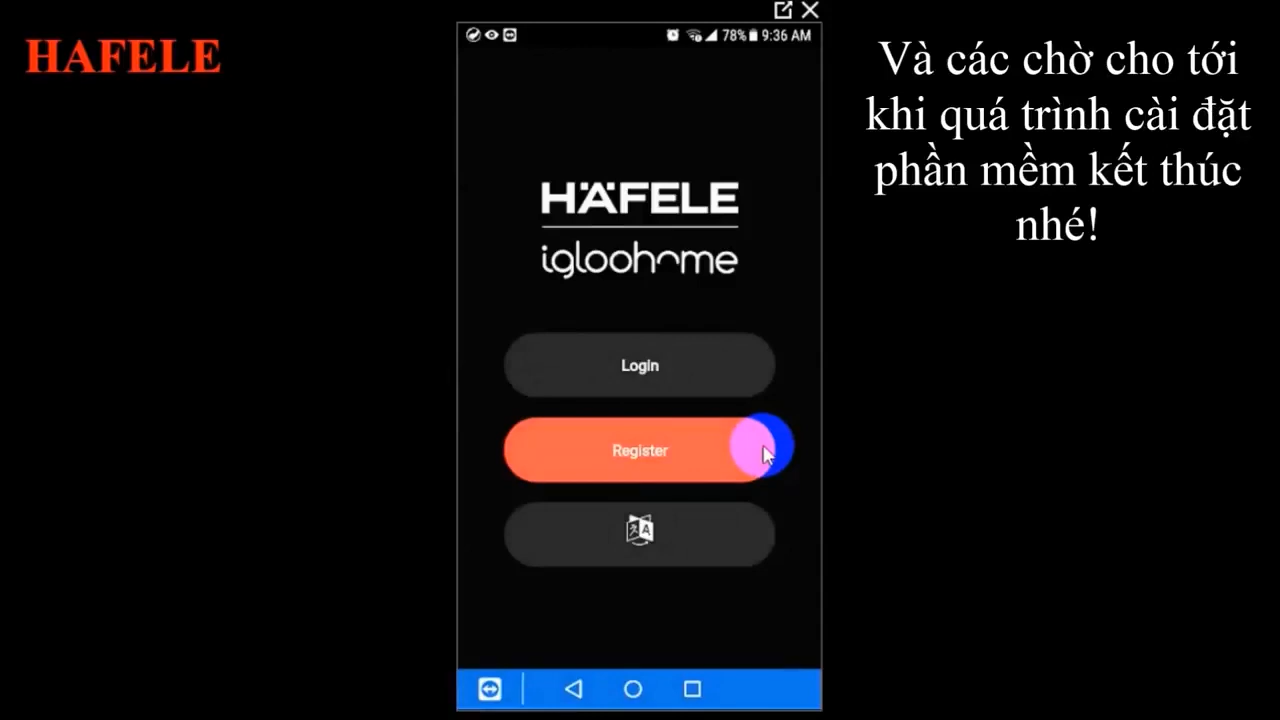 HAFELE
78% 9:36 AM
HÄFELE
igloohome
Login
Register
A
Và các chờ cho tới
khi quá trình cài đặt
phần mềm kết thúc
nhé!